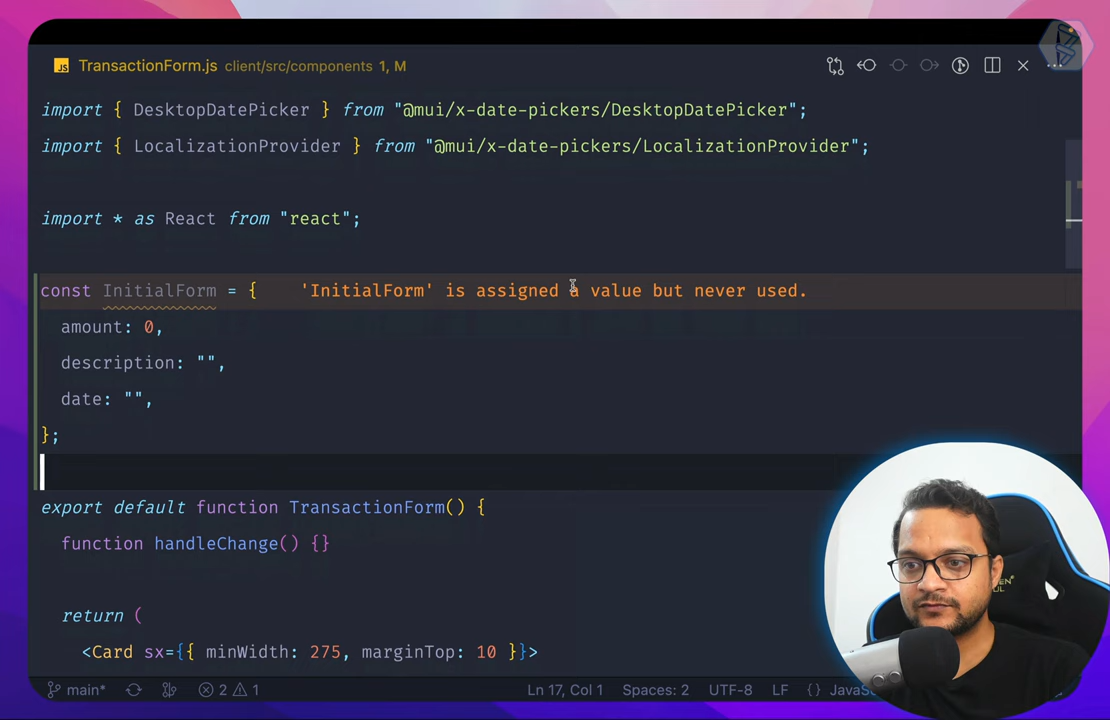 TransactionForm.js client/src/components 1, M
import { DesktopDatePicker } from "@mui/x-date-pickers/DesktopDatePicker";
import { LocalizationProvider } from "@mui/x-date-pickers/LocalizationProvider";
import * as React from "react";
const InitialForm = { 'InitialForm' is assigned a value but never used.
amount: 0,
description: "",
date: "",
};
export default function TransactionForm() {
function handleChange() {}
return (
<Card sx={{ minWidth: 275, marginTop: 10 }}>
main* 2 1 Ln 17, Col 1 Spaces: 2 UTF-8 LF {}